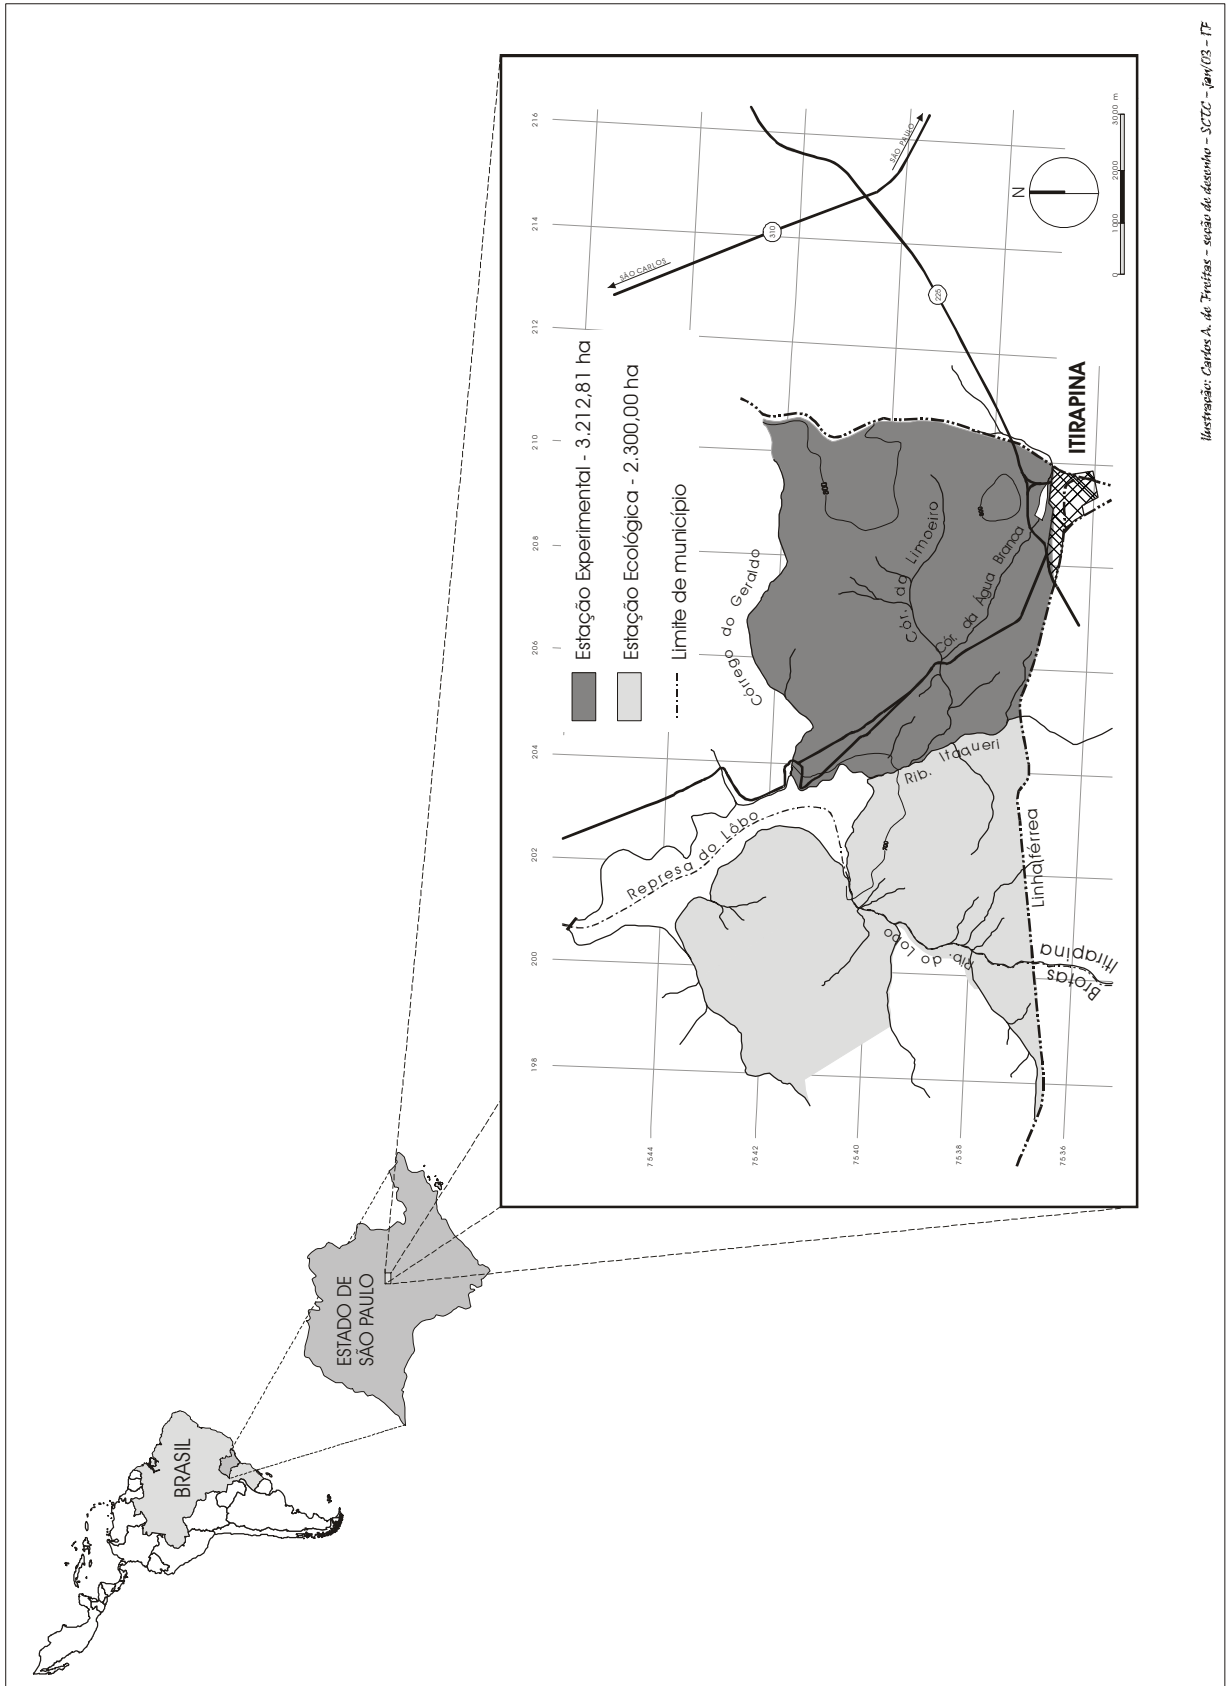 BRASIL
ESTADO DE
SÃO PAULO
Estação Experimental - 3.212,81 ha
Estação Ecológica - 2.300,00 ha
Limite de município
198
200
202
204
206
208
210
212
214
216
7544
7542
7540
7538
7536
SÃO CARLOS
310
SÃO PAULO
225
N
0
1000
2000
3000 m
Córrego do Geraldo
Represa do Lôbo
800
Cór. do Limoeiro
Cór. da Água Branca
Rib. Itaqueri
Rib. do Lobo
Linha férrea
Itirapina
Brotas
ITIRAPINA
Ilustração: Carlos A. de Freitas - seção de desenho - SCTC - jan/03 - IF